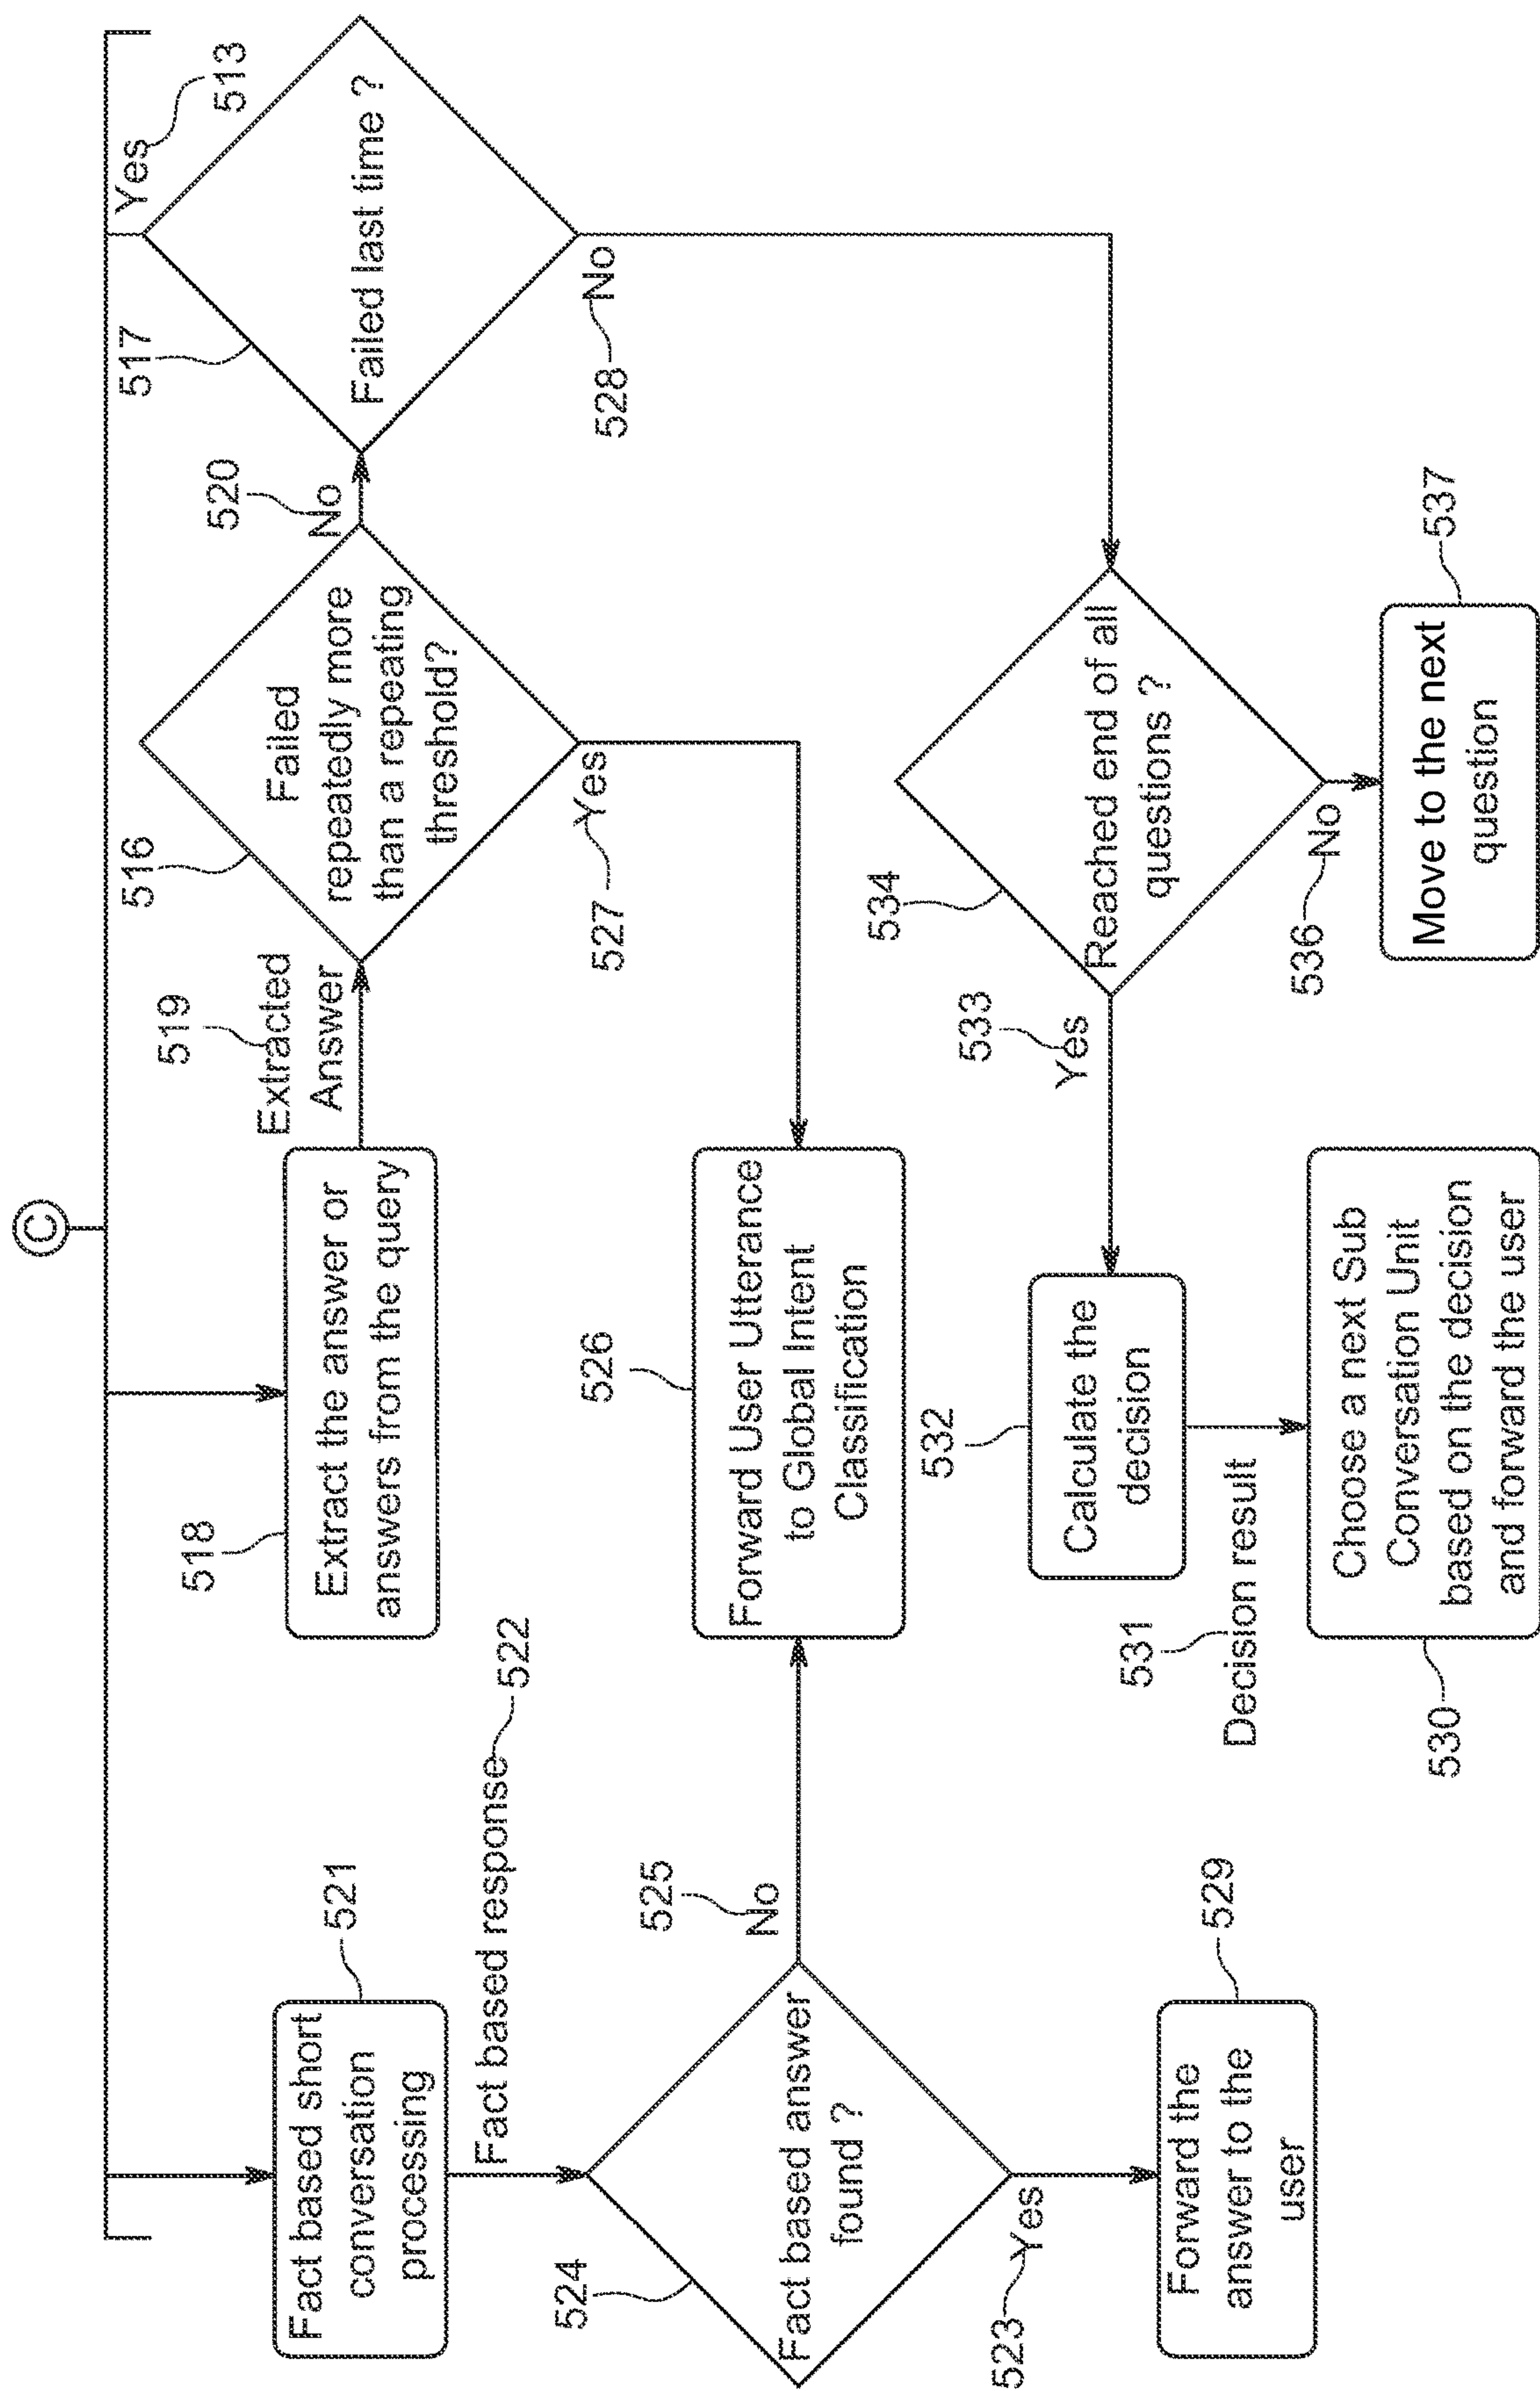 C
Yes
513
518
Extract the answer or
answers from the query
519
Extracted
Answer
516
Failed
repeatedly more
than a repeating
threshold?
520
No
517
Failed last time ?
Fact based short
conversation
processing
521
Fact based response
522
527
Yes
528
No
524
Fact based answer
found ?
525
No
526
Forward User Utterance
to Global Intent
Classification
534
Reached end of all
questions ?
533
Yes
532
Calculate the
decision
523
Yes
Forward the
answer to the
user
529
531
Decision result
530
Choose a next Sub
Conversation Unit
based on the decision
and forward the user
536
No
Move to the next
question
537